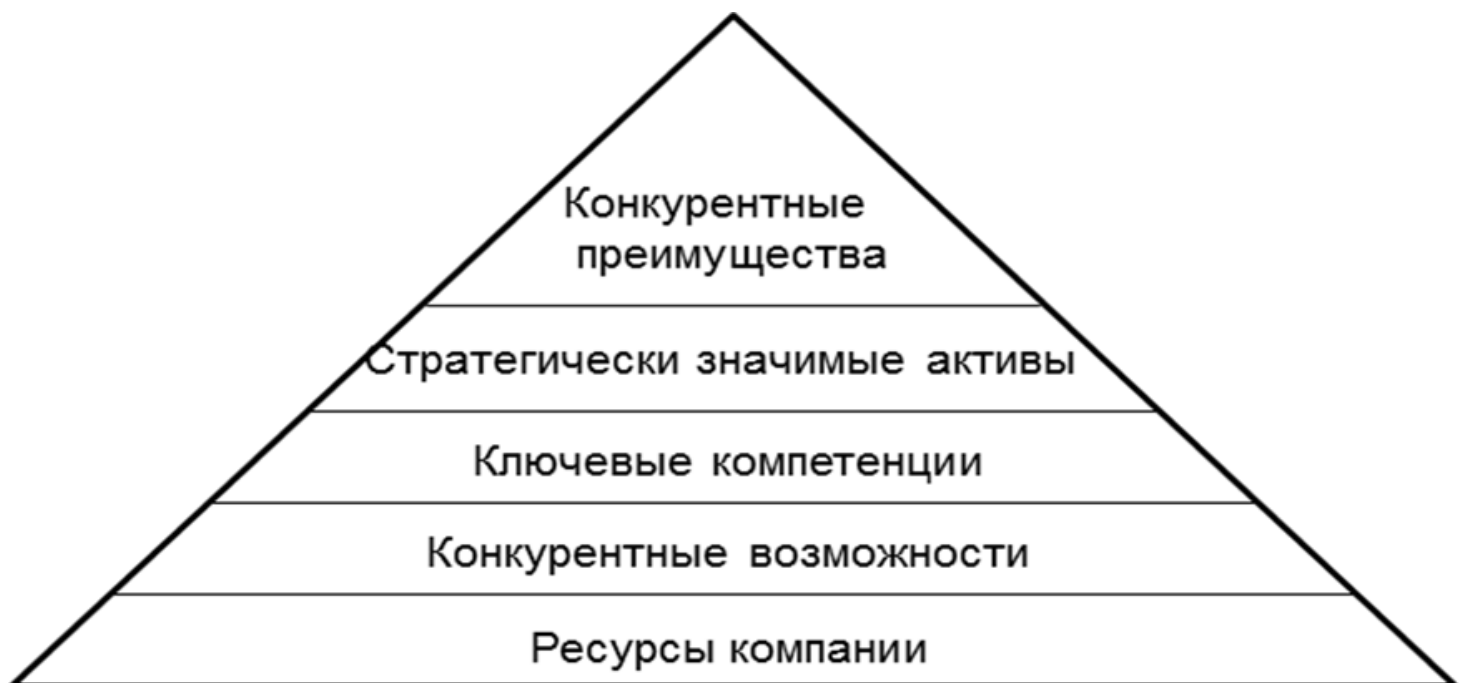 Конкурентные
преимущества
Стратегически значимые активы
Ключевые компетенции
Конкурентные возможности
Ресурсы компании